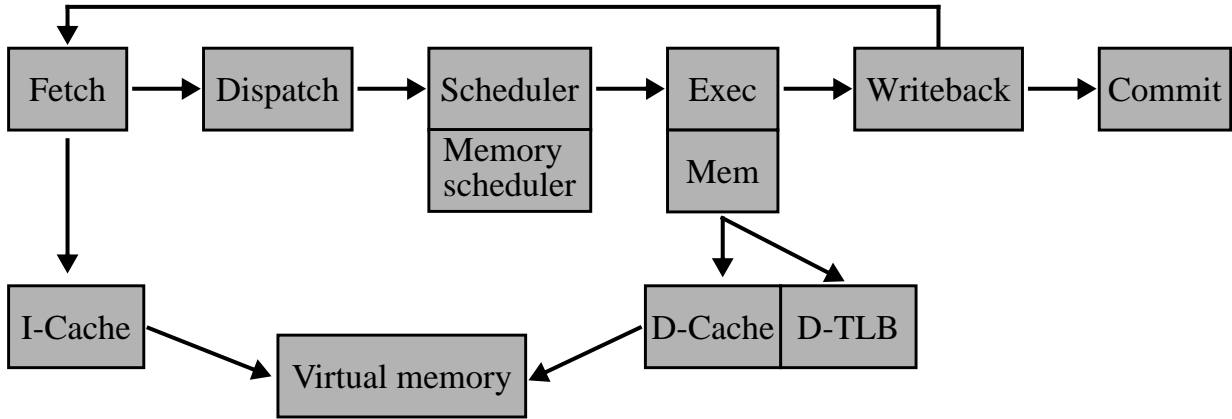 Fetch
Dispatch
Scheduler
Exec
Writeback
Commit
Memory
scheduler
Mem
I-Cache
D-Cache
D-TLB
Virtual memory